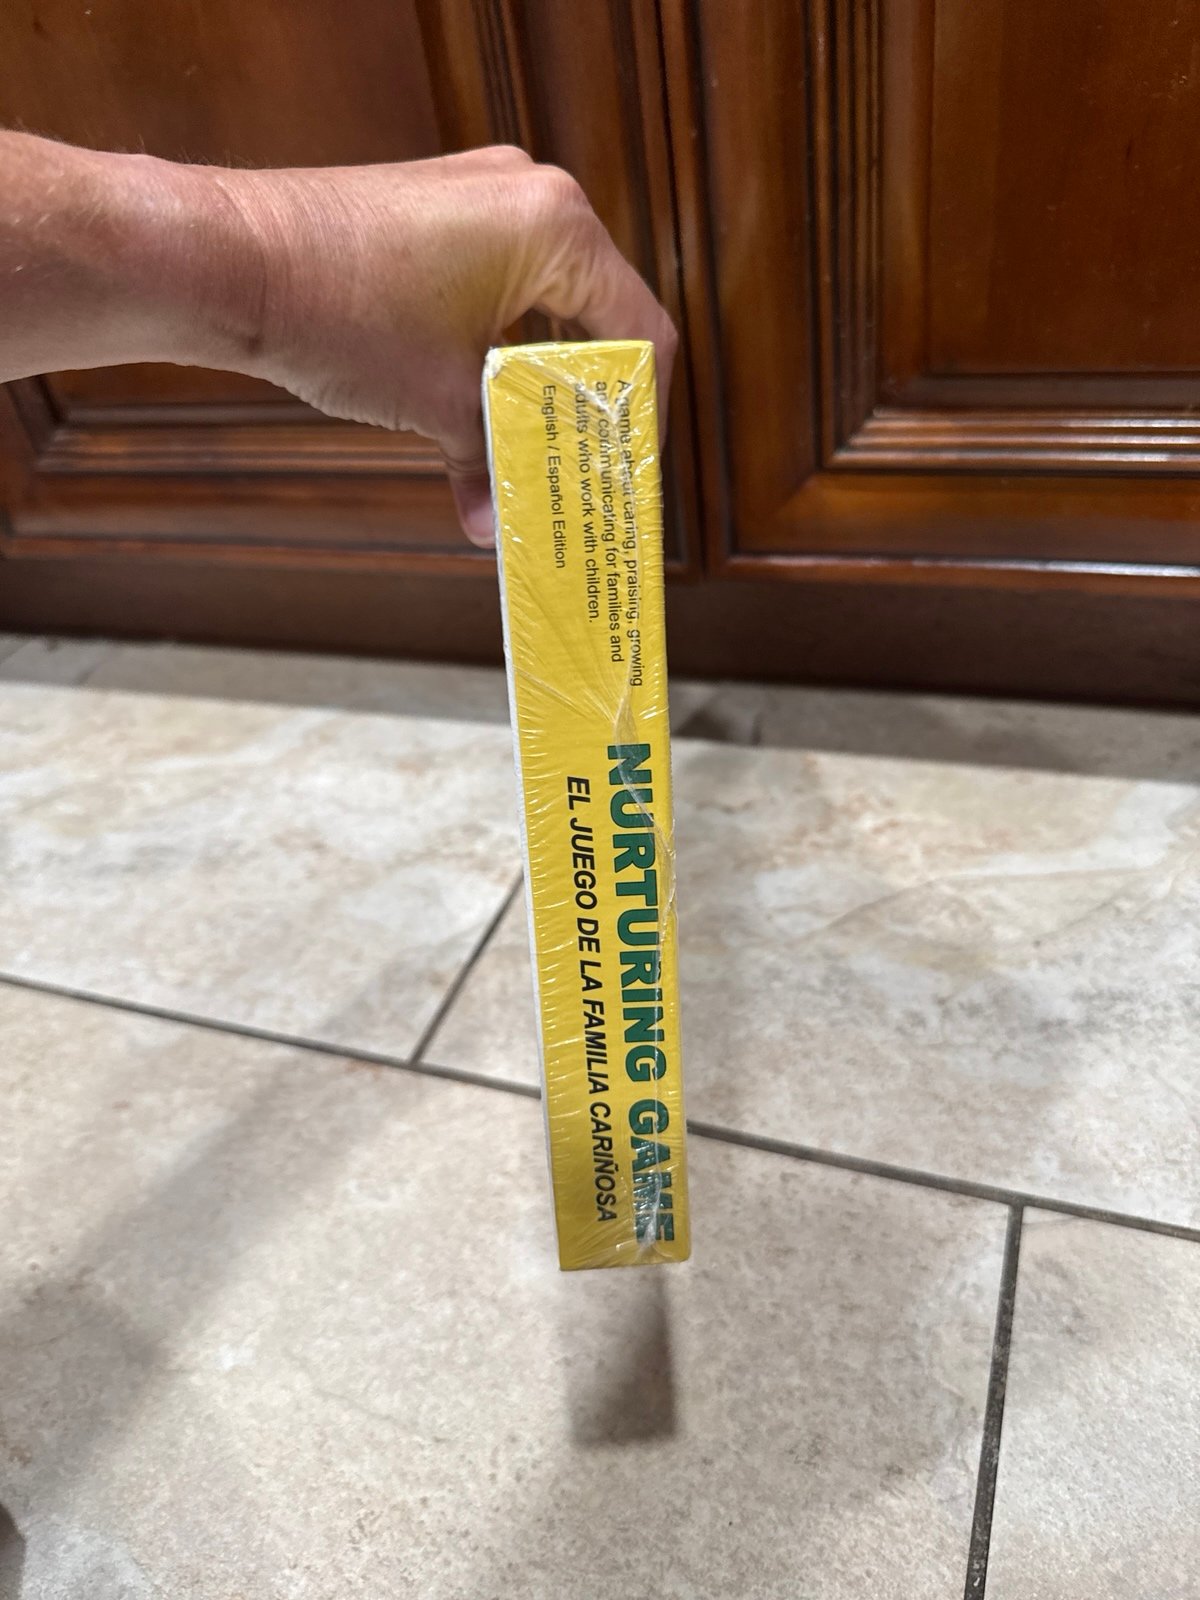 A game about caring, praising, growing
and communicating for families and
adults who work with children.
English / Español Edition
NURTURING GAME
EL JUEGO DE LA FAMILIA CARIÑOSA